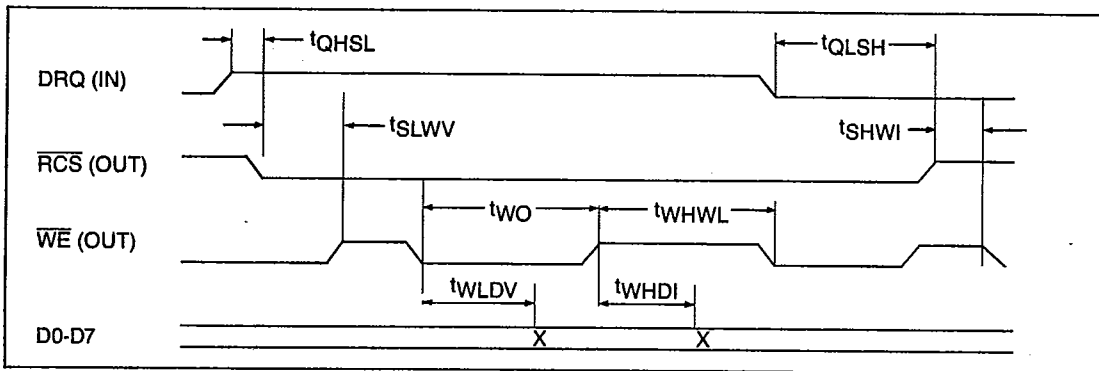 tQHSL
tQLSH
DRQ (IN)
tSLWV
tSHWI
RCS (OUT)
tWO
tWHWL
WE (OUT)
tWLDV
tWHDI
D0-D7
X
X